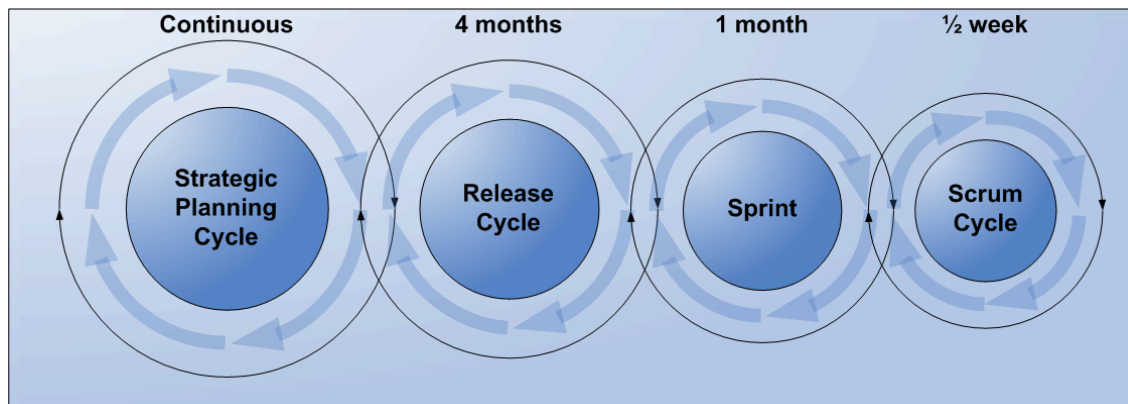 Continuous
4 months
1 month
½ week
Strategic
Planning
Cycle
Release
Cycle
Sprint
Scrum
Cycle